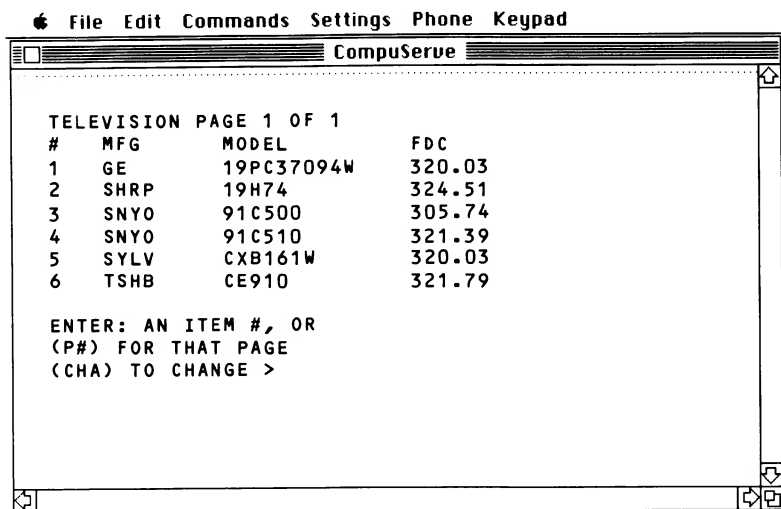 File Edit Commands Settings Phone Keypad
CompuServe
TELEVISION PAGE 1 OF 1
# MFG MODEL FDC
1 GE 19PC37094W 320.03
2 SHRP 19H74 324.51
3 SNYO 91C500 305.74
4 SNYO 91C510 321.39
5 SYLV CXB161W 320.03
6 TSHB CE910 321.79
ENTER: AN ITEM #, OR
(P#) FOR THAT PAGE
(CHA) TO CHANGE >